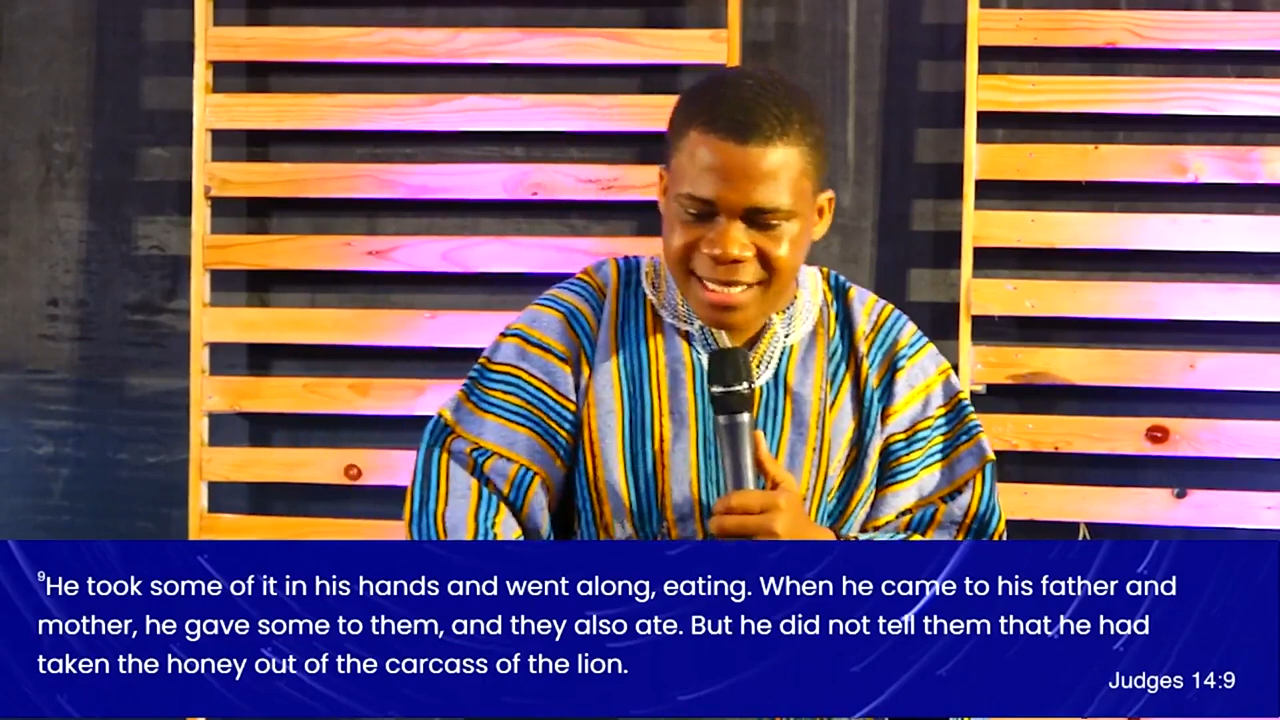 ⁹He took some of it in his hands and went along, eating. When he came to his father and
mother, he gave some to them, and they also ate. But he did not tell them that he had
taken the honey out of the carcass of the lion.
Judges 14:9